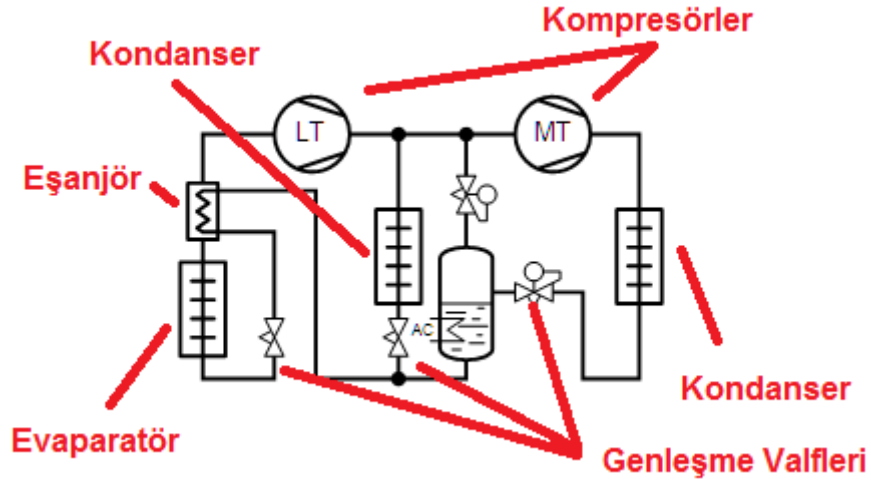 Kompresörler
Kondanser
LT
MT
Eşanjör
AC
Kondanser
Evaparatör
Genleşme Valfleri